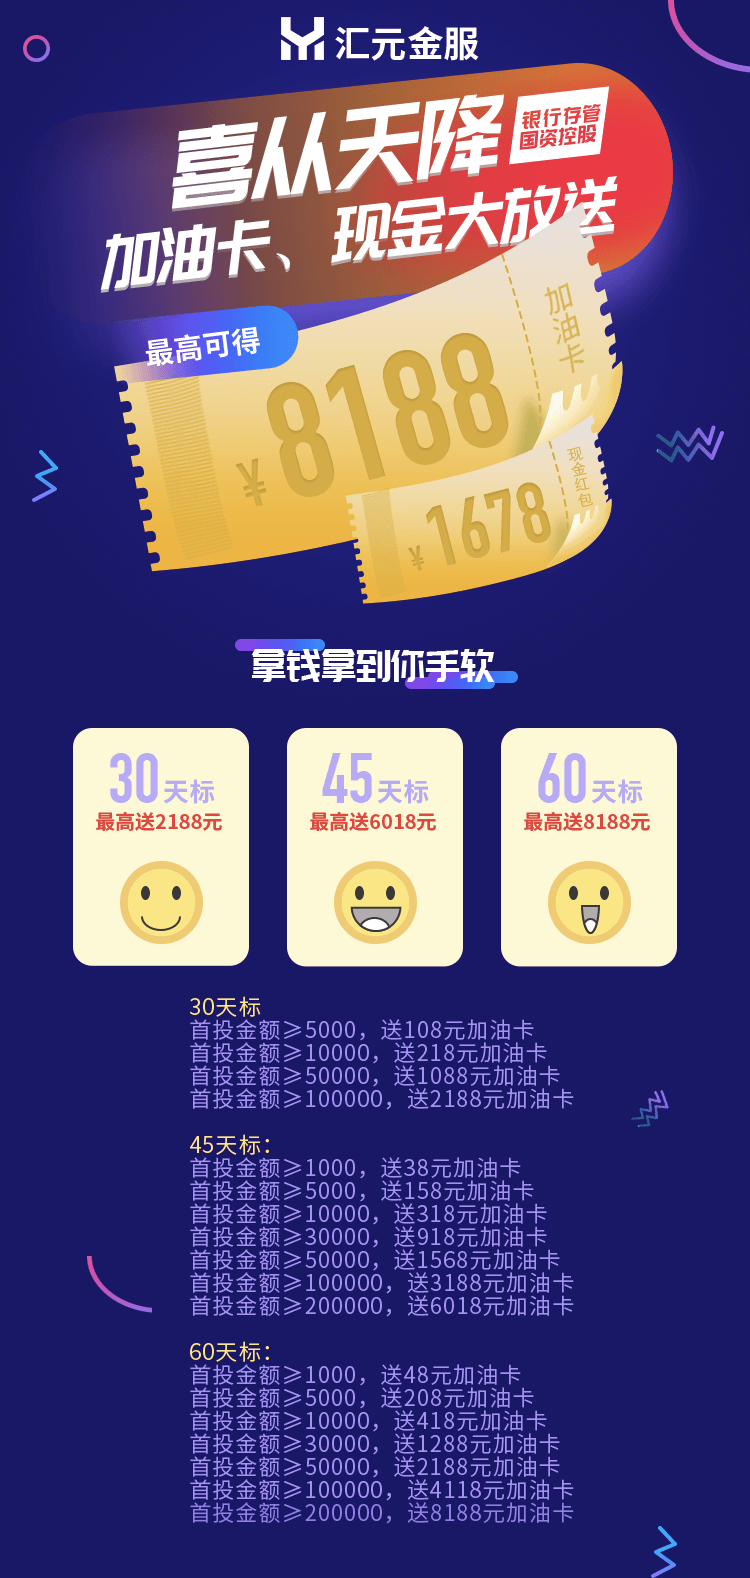 汇元金服
喜从天降
银行存管
国资控股
加油卡、现金大放送
最高可得
加油卡
¥8188
现金红包
¥1678
拿钱拿到你手软
30天标
最高送2188元
45天标
最高送6018元
60天标
最高送8188元
30天标
首投金额≥5000，送108元加油卡
首投金额≥10000，送218元加油卡
首投金额≥50000，送1088元加油卡
首投金额≥100000，送2188元加油卡
45天标：
首投金额≥1000，送38元加油卡
首投金额≥5000，送158元加油卡
首投金额≥10000，送318元加油卡
首投金额≥30000，送918元加油卡
首投金额≥50000，送1568元加油卡
首投金额≥100000，送3188元加油卡
首投金额≥200000，送6018元加油卡
60天标：
首投金额≥1000，送48元加油卡
首投金额≥5000，送208元加油卡
首投金额≥10000，送418元加油卡
首投金额≥30000，送1288元加油卡
首投金额≥50000，送2188元加油卡
首投金额≥100000，送4118元加油卡
首投金额≥200000，送8188元加油卡